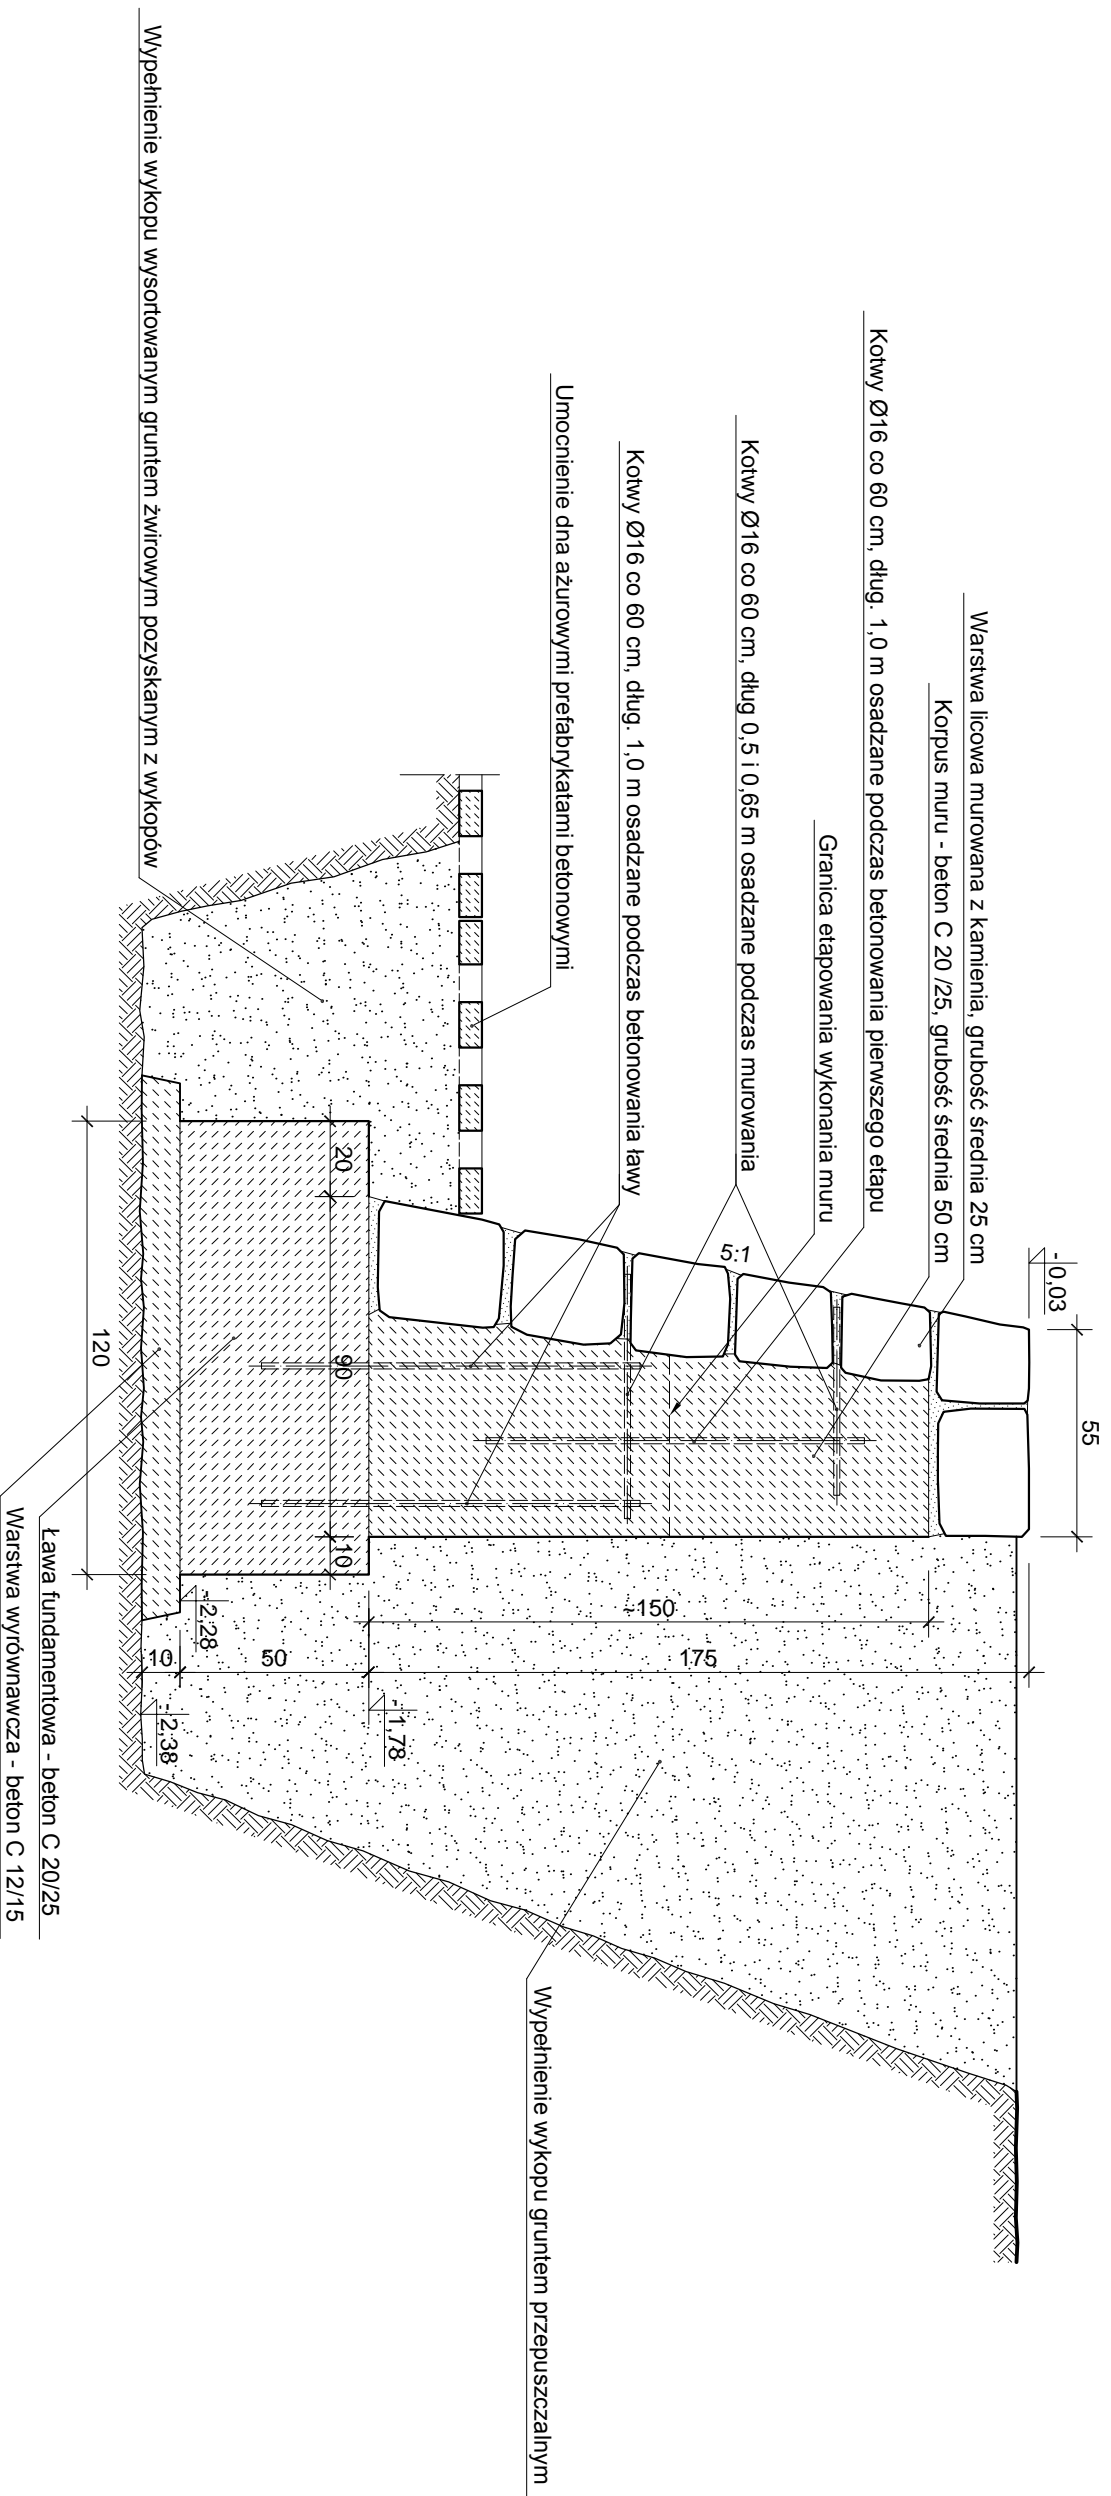 Warstwa licowa murowana z kamienia, grubość średnia 25 cm
Korpus muru - beton C 20 /25, grubość średnia 50 cm
Kotwy Ø16 co 60 cm, dług. 1,0 m osadzane podczas betonowania pierwszego etapu
Granica etapowania wykonania muru
Kotwy Ø16 co 60 cm, dług 0,5 i 0,65 m osadzane podczas murowania
Kotwy Ø16 co 60 cm, dług. 1,0 m osadzane podczas betonowania ławy
Umocnienie dna ażurowymi prefabrykatami betonowymi
Wypełnienie wykopu wysortowanym gruntem żwirowym pozyskanym z wykopów
55
-0,03
5:1
~150
175
-1,78
20
90
10
50
-2,28
10
-2,38
120
Wypełnienie wykopu gruntem przepuszczalnym
Ława fundamentowa - beton C 20/25
Warstwa wyrównawcza - beton C 12/15